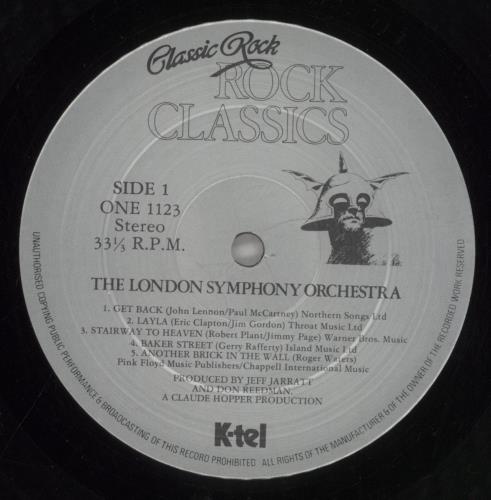 Classic Rock
ROCK
CLASSICS
SIDE 1
ONE 1123
Stereo
33⅓ R.P.M.
THE LONDON SYMPHONY ORCHESTRA
1. GET BACK (John Lennon/Paul McCartney) Northern Songs Ltd
2. LAYLA (Eric Clapton/Jim Gordon) Throat Music Ltd
3. STAIRWAY TO HEAVEN (Robert Plant/Jimmy Page) Warner Bros. Music
4. BAKER STREET (Gerry Rafferty) Island Music Ltd
5. ANOTHER BRICK IN THE WALL (Roger Waters)
Pink Floyd Music Publishers/Chappell International Music
PRODUCED BY JEFF JARRATT
AND DON REEDMAN.
A CLAUDE HOPPER PRODUCTION
K-tel
UNAUTHORISED COPYING PUBLIC PERFORMANCE & BROADCASTING OF THIS RECORD PROHIBITED ALL RIGHTS OF THE MANUFACTURER & OF THE OWNER OF THE RECORDED WORK RESERVED